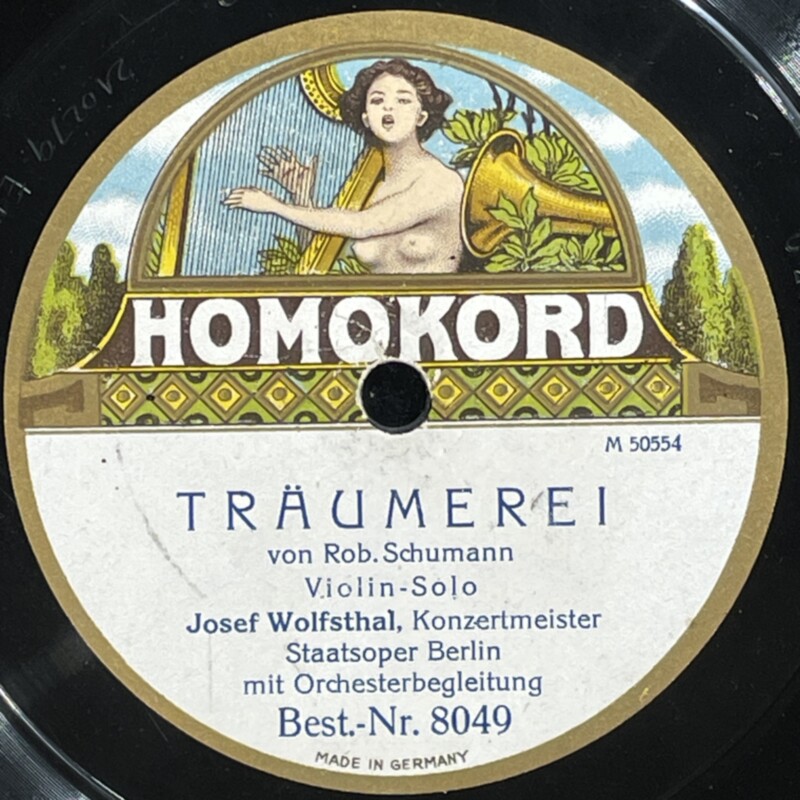 HOMOKORD
M 50554
TRÄUMEREI
von Rob. Schumann
Violin-Solo
Josef Wolfsthal, Konzertmeister
Staatsoper Berlin
mit Orchesterbegleitung
Best.-Nr. 8049
MADE IN GERMANY